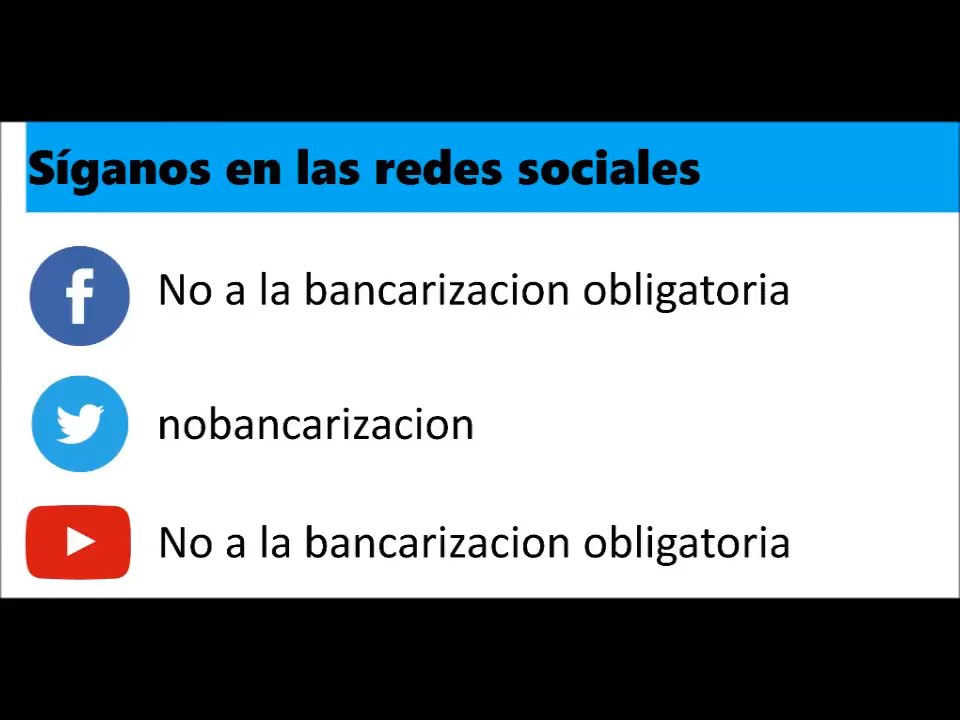 Síganos en las redes sociales
No a la bancarizacion obligatoria
nobancarizacion
No a la bancarizacion obligatoria